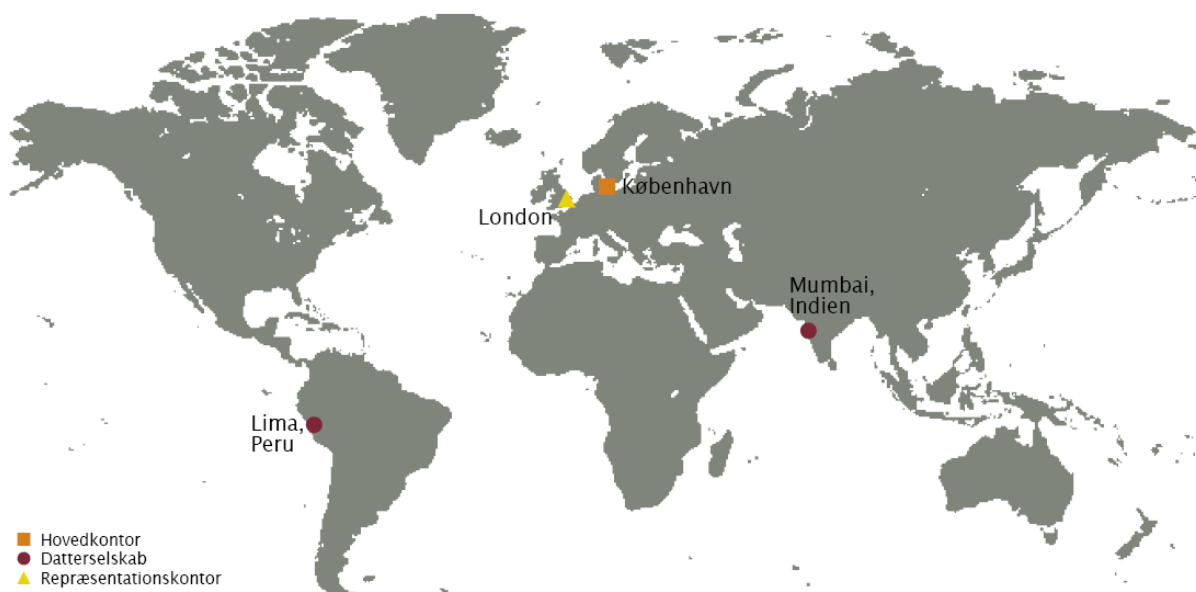 København
London
Mumbai,
Indien
Lima,
Peru
Hovedkontor
Datterselskab
Repræsentationskontor